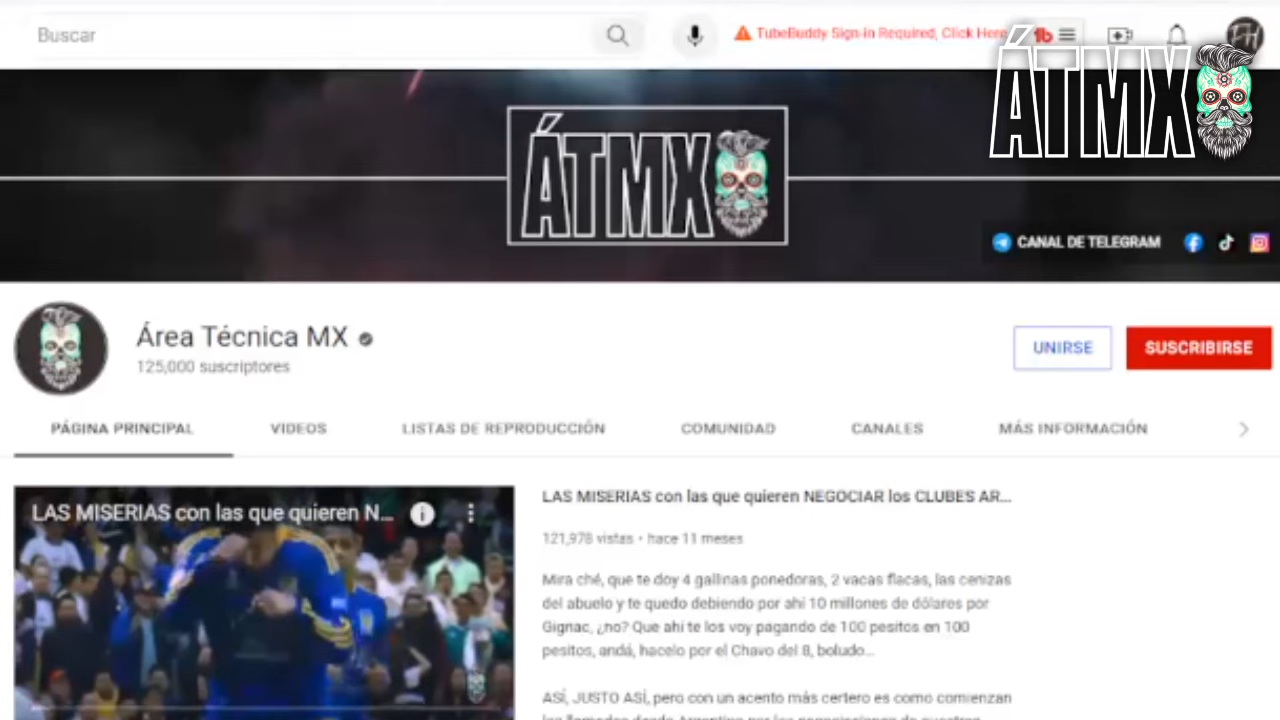 Buscar
TubeBuddy Sign-in Required, Click Here
ÁTMX
ÁTMX
CANAL DE TELEGRAM
Área Técnica MX
125,000 suscriptores
UNIRSE
SUSCRIBIRSE
PÁGINA PRINCIPAL
VIDEOS
LISTAS DE REPRODUCCIÓN
COMUNIDAD
CANALES
MÁS INFORMACIÓN
LAS MISERIAS con las que quieren N...
LAS MISERIAS con las que quieren NEGOCIAR los CLUBES AR...
121,978 vistas • hace 11 meses
Mira ché, que te doy 4 gallinas ponedoras, 2 vacas flacas, las cenizas
del abuelo y te quedo debiendo por ahi 10 millones de dólares por
Gignac, ¿no? Que ahi te los voy pagando de 100 pesitos en 100
pesitos, andá, hacelo por el Chavo del 8, boludo...
ASÍ, JUSTO ASÍ, pero con un acento más certero es como comienzan